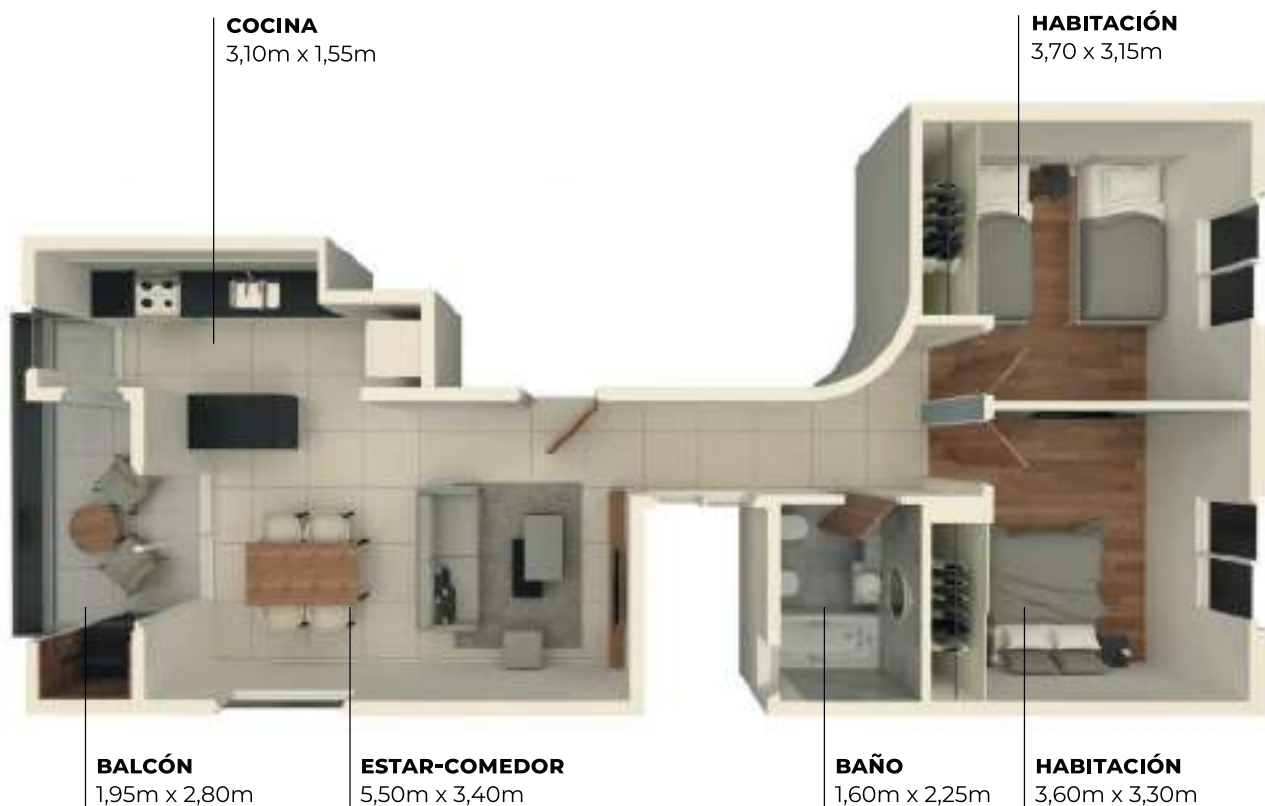 COCINA
3,10m x 1,55m
HABITACIÓN
3,70 x 3,15m
BALCÓN
1,95m x 2,80m
ESTAR-COMEDOR
5,50m x 3,40m
BAÑO
1,60m x 2,25m
HABITACIÓN
3,60m x 3,30m